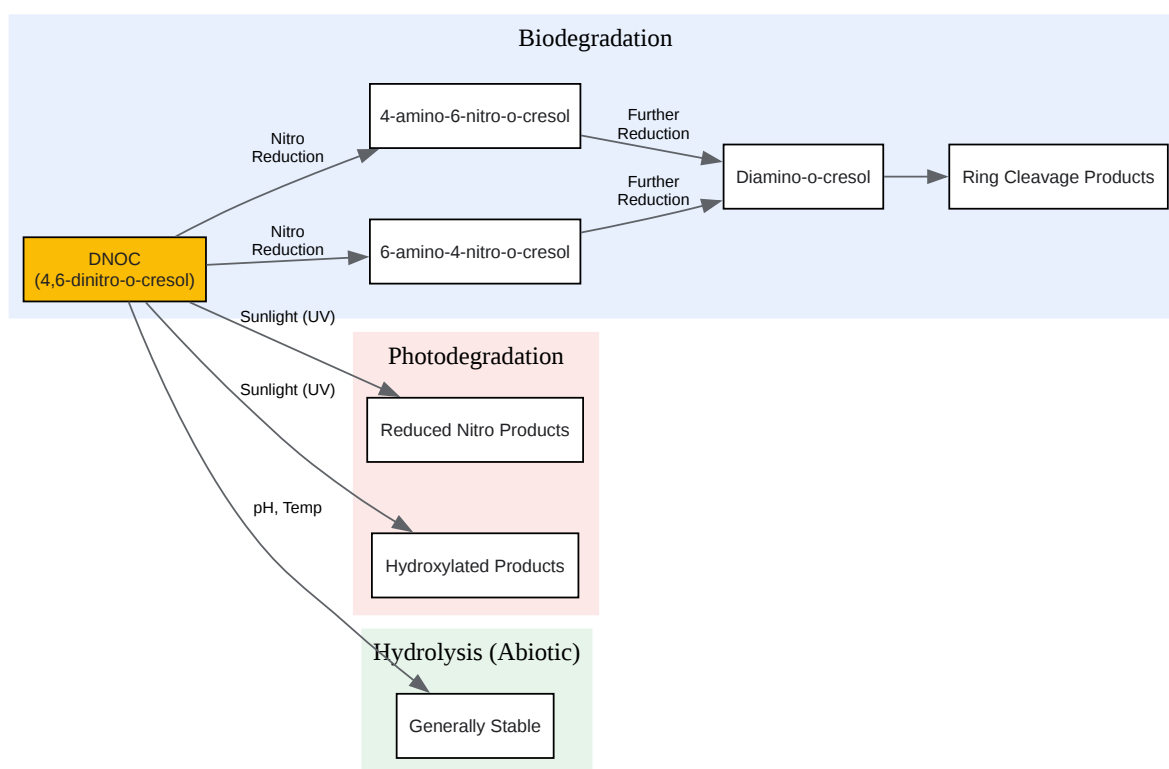 Biodegradation
4-amino-6-nitro-o-cresol
Nitro
Reduction
Further
Reduction
Diamino-o-cresol
Ring Cleavage Products
Further
Reduction
Nitro
Reduction
6-amino-4-nitro-o-cresol
DNOC
(4,6-dinitro-o-cresol)
Sunlight (UV)
Photodegradation
Sunlight (UV)
Reduced Nitro Products
pH, Temp
Hydroxylated Products
Hydrolysis (Abiotic)
Generally Stable